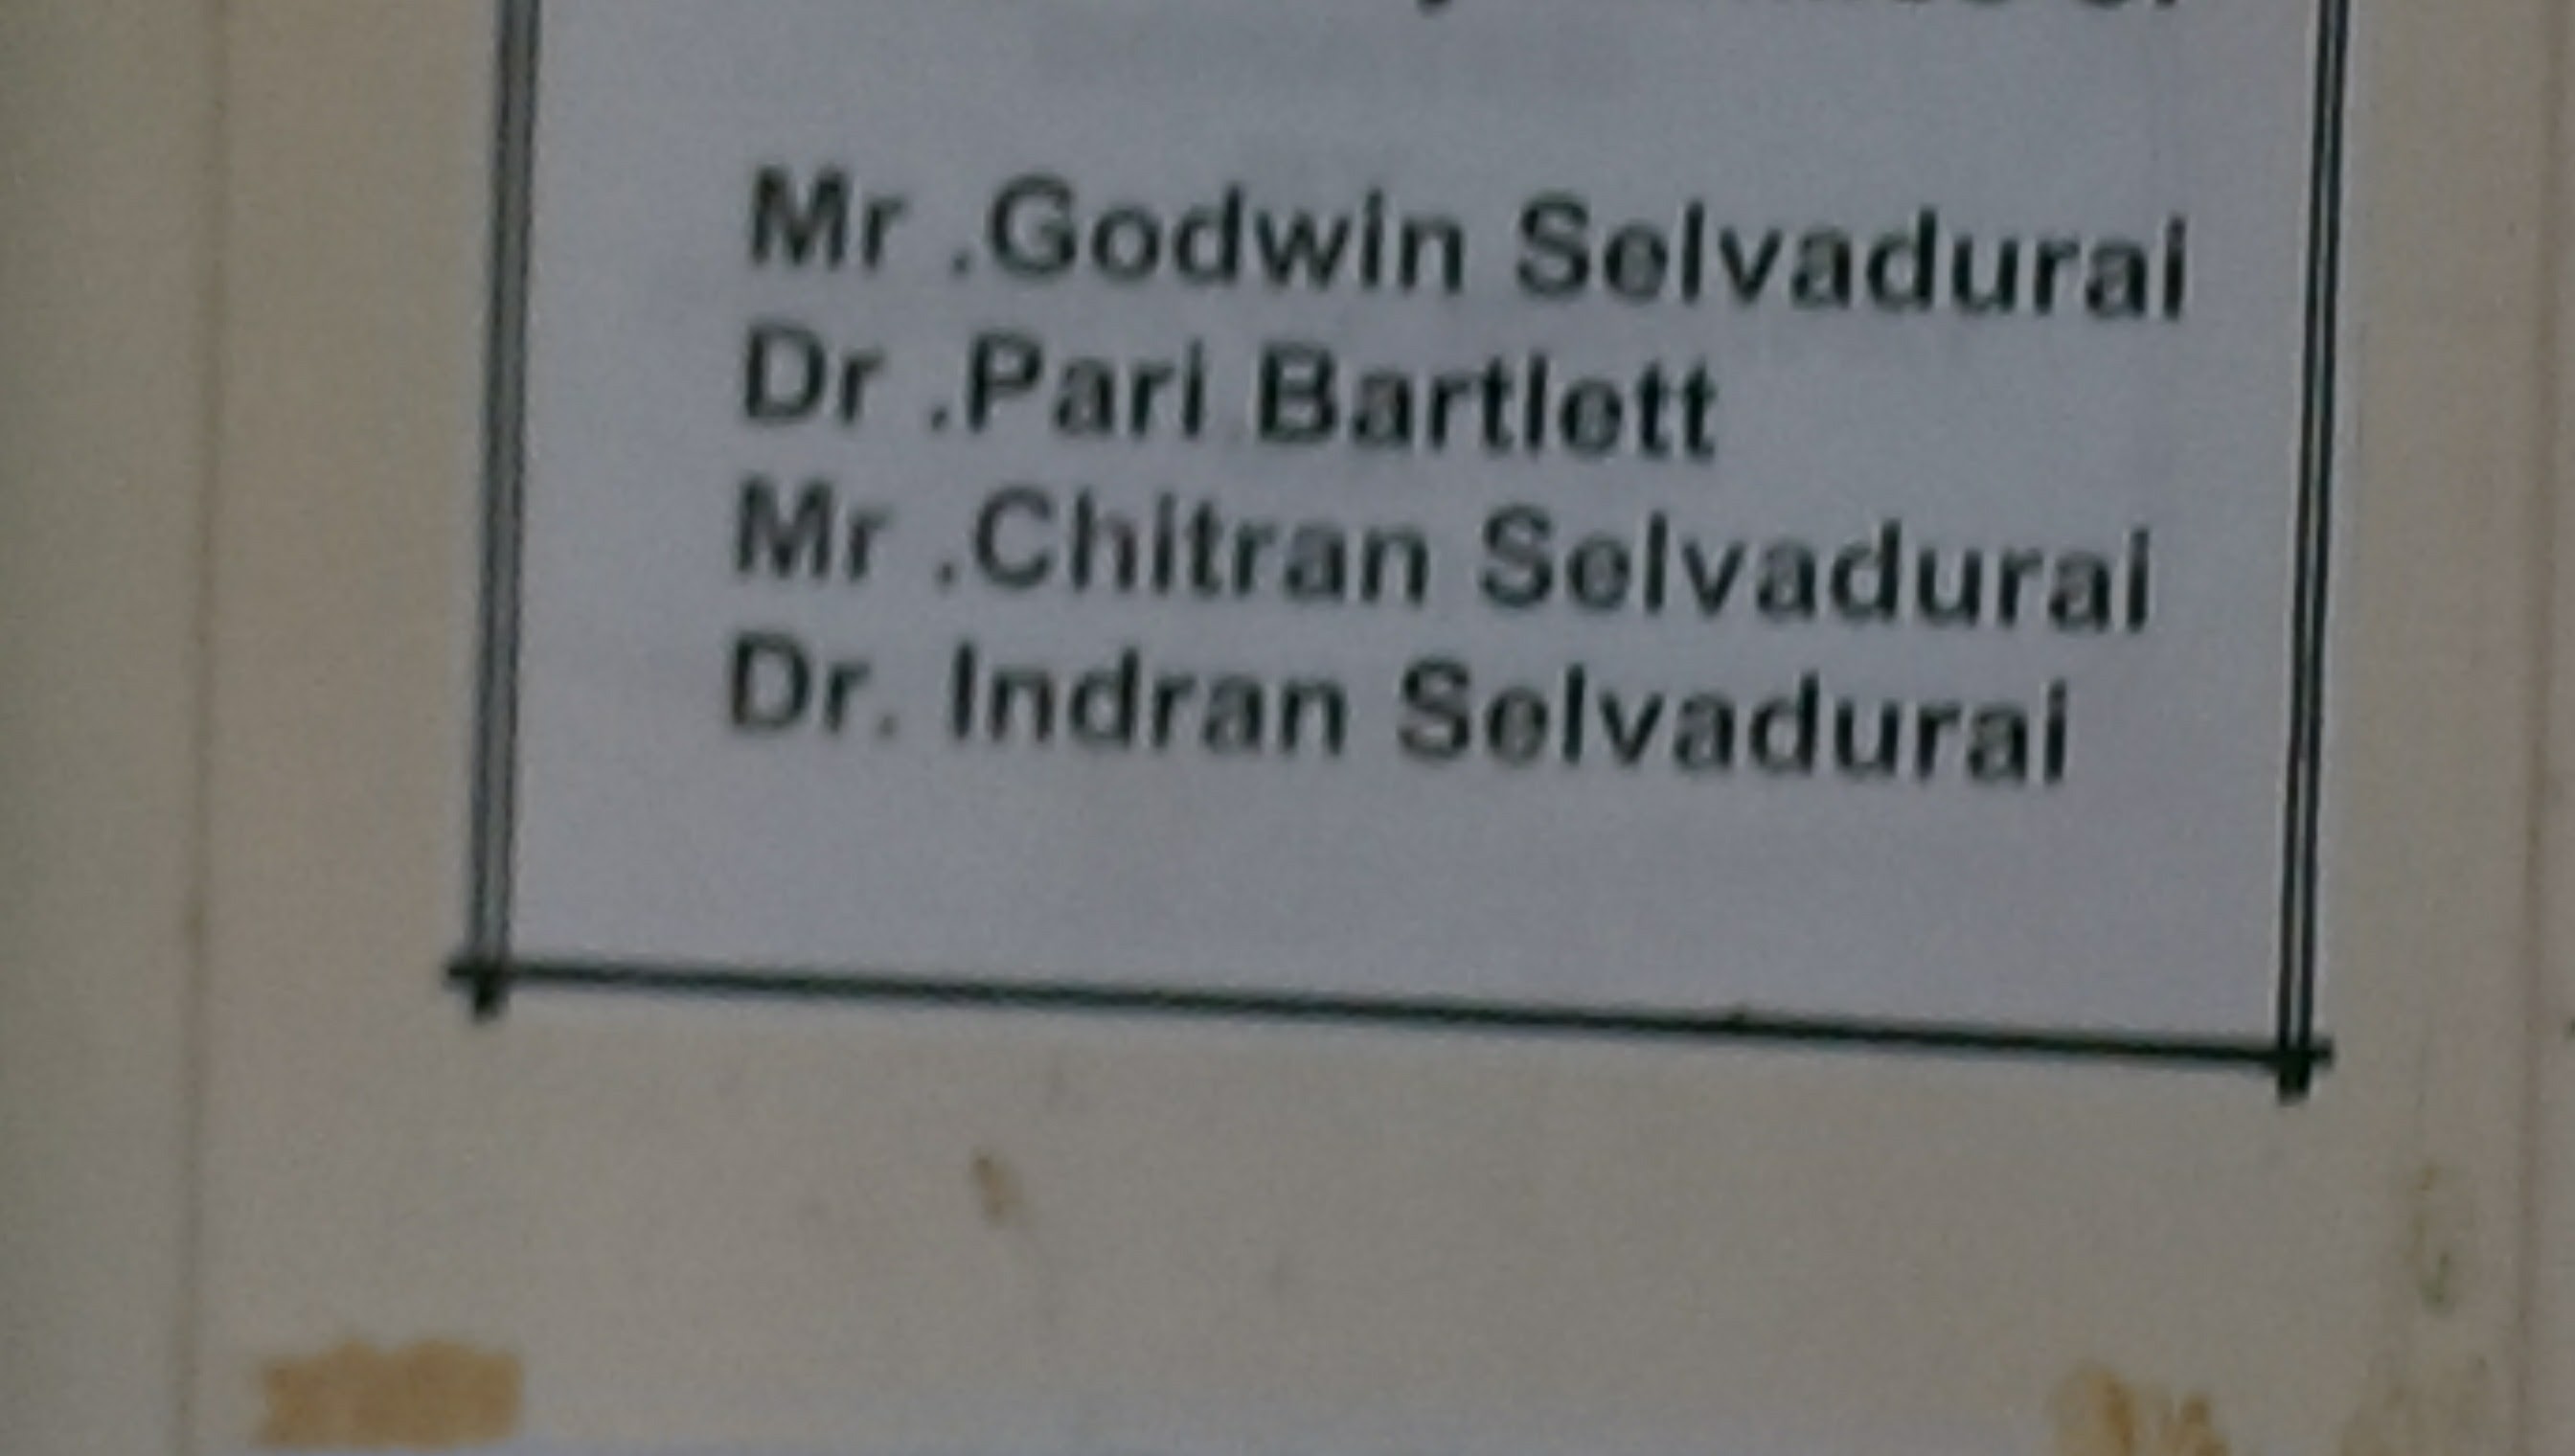 Mr .Godwin Selvadurai
Dr .Pari Bartlett
Mr .Chitran Selvadurai
Dr. Indran Selvadurai